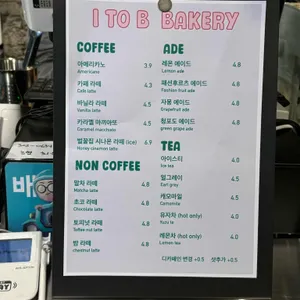 I TO B BAKERY
COFFEE
아메리카노 3.9
Americano
카페 라떼 4.3
Cafe latte
바닐라 라떼 4.5
Vanilla latte
카라멜 마끼아또 4.5
Caramel macchiato
벌꿀집 시나몬 라떼 (ice) 6.9
Honey cinnamon latte
NON COFFEE
말차 라떼 4.8
Matcha latte
초코 라떼 4.8
Chocolate latte
토피넛 라떼 4.8
Toffee nut latte
밤 라떼 4.8
chestnut latte
ADE
레몬 에이드 4.8
Lemon ade
패션후르츠 에이드 4.8
Passion fruit ade
자몽 에이드 4.8
Grapefruit ade
청포도 에이드 4.8
green grape ade
TEA
아이스티 4.0
Ice tea
얼그레이 4.5
Earl grey
캐모마일 4.5
Camomile
유자차 (hot only) 4.0
Yuzu tea
레몬차 (hot only) 4.0
Lemon tea
디카페인 변경 +0.5 샷추가 +0.5
배